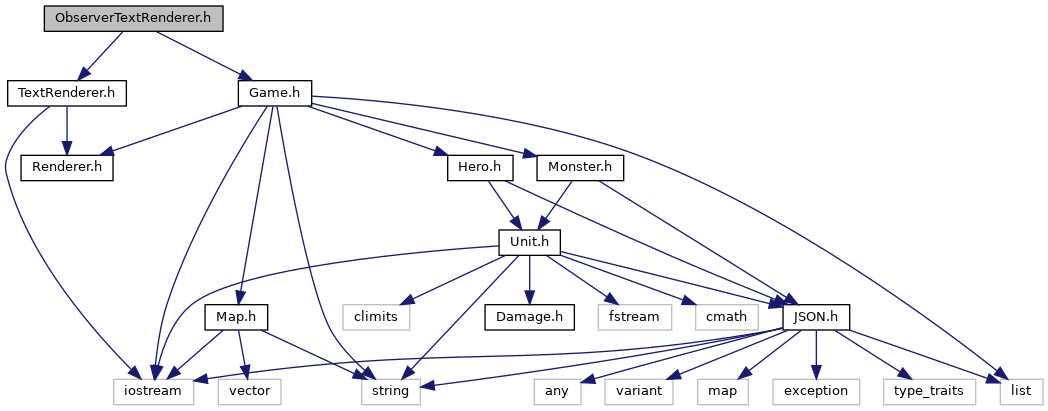 ObserverTextRenderer.h
TextRenderer.h
Game.h
Renderer.h
Hero.h
Monster.h
Unit.h
Map.h
climits
Damage.h
fstream
cmath
JSON.h
iostream
vector
string
any
variant
map
exception
type_traits
list